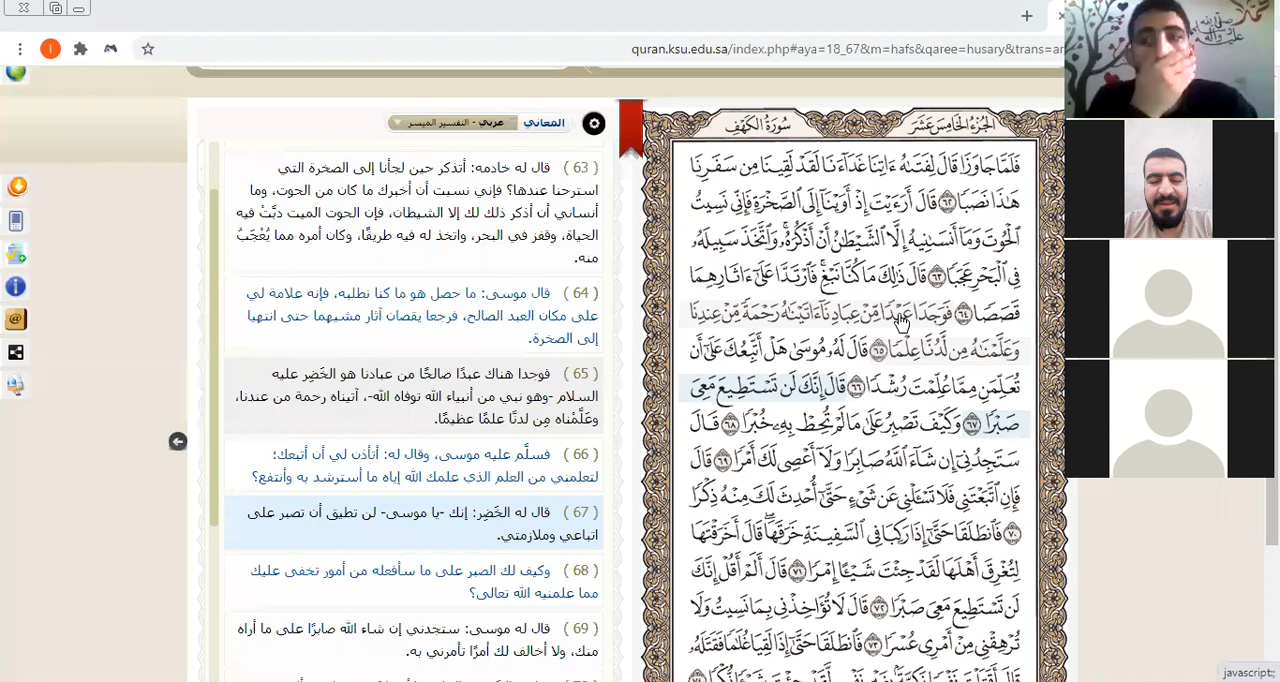 quran.ksu.edu.sa/index.php#aya=18_67&m=hafs&qaree=husary&trans=ar
محمد
صلى الله
عليه وآله
المعاني
عربي - التفسير الميسر
( 63 ) قال له خادمه: أتذكر حين لجأنا إلى الصخرة التي
استرحنا عندها؟ فإني نسيت أن أخبرك ما كان من الحوت، وما
أنساني أن أذكر ذلك لك إلا الشيطان، فإن الحوت الميت دبَّتْ فيه
الحياة، وقفز في البحر، واتخذ له فيه طريقًا، وكان أمره مما يُعْجَبُ
منه.
( 64 ) قال موسى: ما حصل هو ما كنا نطلبه، فإنه علامة لي
على مكان العبد الصالح، فرجعا يقصان آثار مشيهما حتى انتهيا
إلى الصخرة.
( 65 ) فوجدا هناك عبدًا صالحًا من عبادنا هو الخَضِر عليه
السلام -وهو نبي من أنبياء الله توفاه الله-، آتيناه رحمة من عندنا،
وعَلَّمْناه مِن لدنَّا علمًا عظيمًا.
( 66 ) فسلَّم عليه موسى، وقال له: أتأذن لي أن أتبعك؛
لتعلمني من العلم الذي علمك الله إياه ما أسترشد به وأنتفع؟
( 67 ) قال له الخَضِر: إنك -يا موسى- لن تطيق أن تصبر على
اتباعي وملازمتي.
( 68 ) وكيف لك الصبر على ما سأفعله من أمور تخفى عليك
مما علمنيه الله تعالى؟
( 69 ) قال له موسى: ستجدني إن شاء الله صابرًا على ما أراه
منك، ولا أخالف لك أمرًا تأمرني به.
الجُزْءُ الخَامِسَ عَشَرَ
سُورَةُ الكَهْفِ
فَلَمَّا جَاوَزَا قَالَ لِفَتَىٰهُ ءَاتِنَا غَدَآءَنَا لَقَدْ لَقِينَا مِن سَفَرِنَا
هَٰذَا نَصَبًا ٦٢ قَالَ أَرَءَيْتَ إِذْ أَوَيْنَآ إِلَى ٱلصَّخْرَةِ فَإِنِّى نَسِيتُ
ٱلْحُوتَ وَمَآ أَنسَىٰنِيهُ إِلَّا ٱلشَّيْطَٰنُ أَنْ أَذْكُرَهُۥ وَٱتَّخَذَ سَبِيلَهُۥ
فِى ٱلْبَحْرِ عَجَبًا ٦٣ قَالَ ذَٰلِكَ مَا كُنَّا نَبْغِ فَٱرْتَدَّا عَلَىٰٓ ءَاثَارِهِمَا
قَصَصًا ٦٤ فَوَجَدَا عَبْدًا مِّنْ عِبَادِنَآ ءَاتَيْنَٰهُ رَحْمَةً مِّنْ عِندِنَا
وَعَلَّمْنَٰهُ مِن لَّدُنَّا عِلْمًا ٦٥ قَالَ لَهُۥ مُوسَىٰ هَلْ أَتَّبِعُكَ عَلَىٰٓ أَن
تُعَلِّمَنِ مِمَّا عُلِّمْتَ رُشْدًا ٦٦ قَالَ إِنَّكَ لَن تَسْتَطِيعَ مَعِىَ
صَبْرًا ٦٧ وَكَيْفَ تَصْبِرُ عَلَىٰ مَا لَمْ تُحِطْ بِهِۦ خُبْرًا ٦٨ قَالَ
سَتَجِدُنِىٓ إِن شَآءَ ٱللَّهُ صَابِرًا وَلَآ أَعْصِى لَكَ أَمْرًا ٦٩ قَالَ
فَإِنِ ٱتَّبَعْتَنِى فَلَا تَسْـَٔلْنِى عَن شَىْءٍ حَتَّىٰٓ أُحْدِثَ لَكَ مِنْهُ ذِكْرًا
٧٠ فَٱنطَلَقَا حَتَّىٰٓ إِذَا رَكِبَا فِى ٱلسَّفِينَةِ خَرَقَهَا قَالَ أَخَرَقْتَهَا
لِتُغْرِقَ أَهْلَهَا لَقَدْ جِئْتَ شَيْـًٔا إِمْرًا ٧١ قَالَ أَلَمْ أَقُلْ إِنَّكَ
لَن تَسْتَطِيعَ مَعِىَ صَبْرًا ٧٢ قَالَ لَا تُؤَاخِذْنِى بِمَا نَسِيتُ وَلَا
تُرْهِقْنِى مِنْ أَمْرِى عُسْرًا ٧٣ فَٱنطَلَقَا حَتَّىٰٓ إِذَا لَقِيَا غُلَٰمًا فَقَتَلَهُۥ
javascript:;